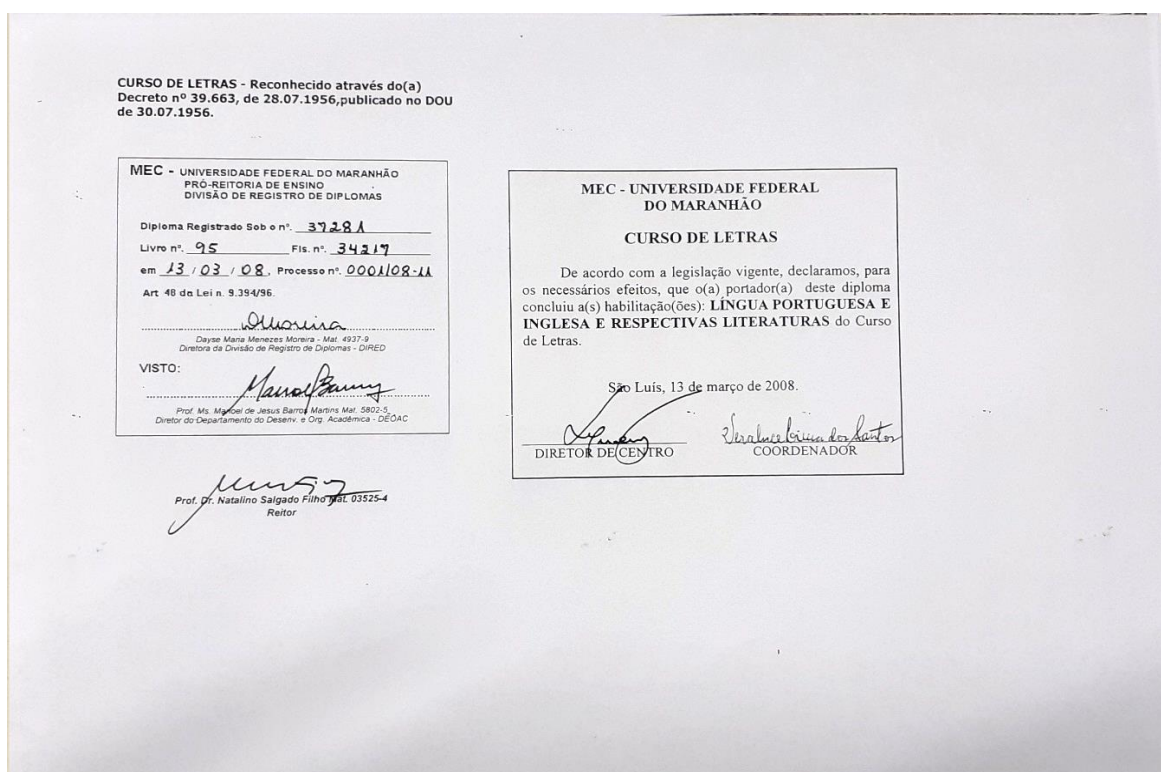 CURSO DE LETRAS - Reconhecido através do(a)
Decreto nº 39.663, de 28.07.1956,publicado no DOU
de 30.07.1956.
MEC - UNIVERSIDADE FEDERAL DO MARANHÃO
PRÓ-REITORIA DE ENSINO
DIVISÃO DE REGISTRO DE DIPLOMAS
Diploma Registrado Sob o nº. 37281
Livro nº. 95 Fls. nº. 34217
em 13 / 03 / 08, Processo nº. 0001/08-11
Art 48 da Lei n. 9.394/96.
Dayse Maria Menezes Moreira - Mat. 4937-9
Diretora da Divisão de Registro de Diplomas - DIRED
VISTO:
Prof. Ms. Manoel de Jesus Barros Martins Mat. 5802-5
Diretor do Departamento do Desenv. e Org. Acadêmica - DEOAC
Prof. Dr. Natalino Salgado Filho Mat. 03525-4
Reitor
MEC - UNIVERSIDADE FEDERAL
DO MARANHÃO
CURSO DE LETRAS
De acordo com a legislação vigente, declaramos, para
os necessários efeitos, que o(a) portador(a) deste diploma
concluiu a(s) habilitação(ões): LÍNGUA PORTUGUESA E
INGLESA E RESPECTIVAS LITERATURAS do Curso
de Letras.
São Luís, 13 de março de 2008.
DIRETOR DE CENTRO COORDENADOR